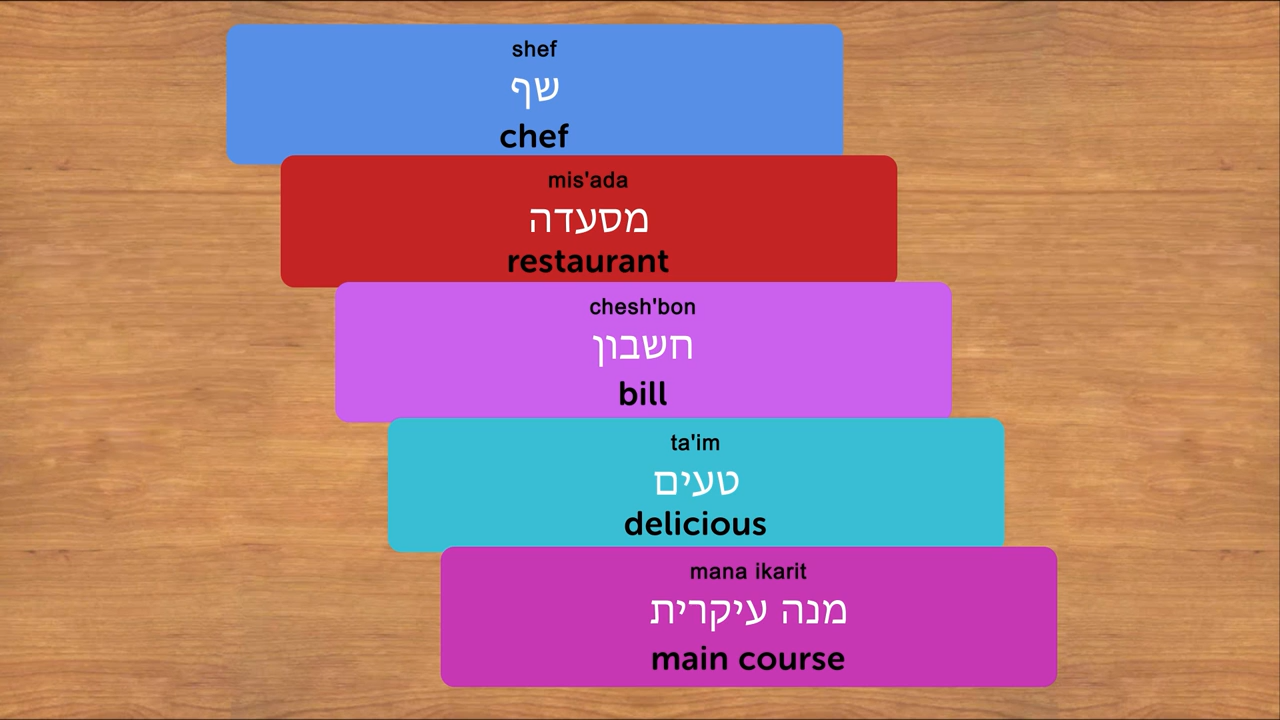 shef
שף
chef
mis'ada
מסעדה
restaurant
chesh'bon
חשבון
bill
ta'im
טעים
delicious
mana ikarit
מנה עיקרית
main course